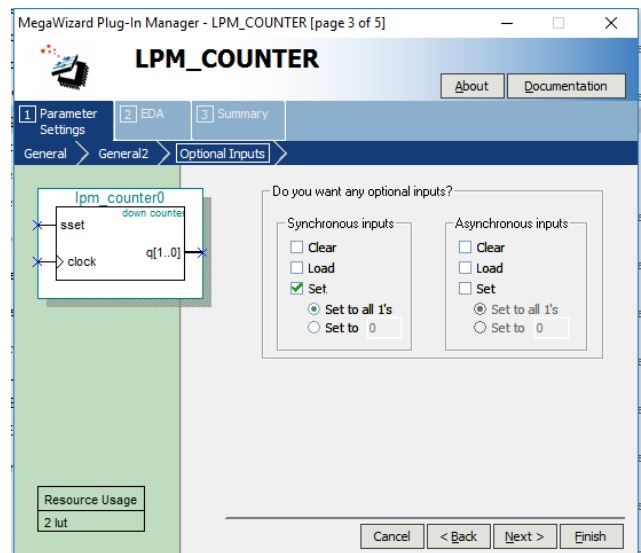 MegaWizard Plug-In Manager - LPM_COUNTER [page 3 of 5]
LPM_COUNTER
About Documentation
1 Parameter Settings 2 EDA 3 Summary
General General2 Optional Inputs
lpm_counter0
down counter
sset
clock
q[1..0]
Do you want any optional inputs?
Synchronous inputs
Clear
Load
Set
Set to all 1's
Set to 0
Asynchronous inputs
Clear
Load
Set
Set to all 1's
Set to 0
Resource Usage
2 lut
Cancel < Back Next > Finish